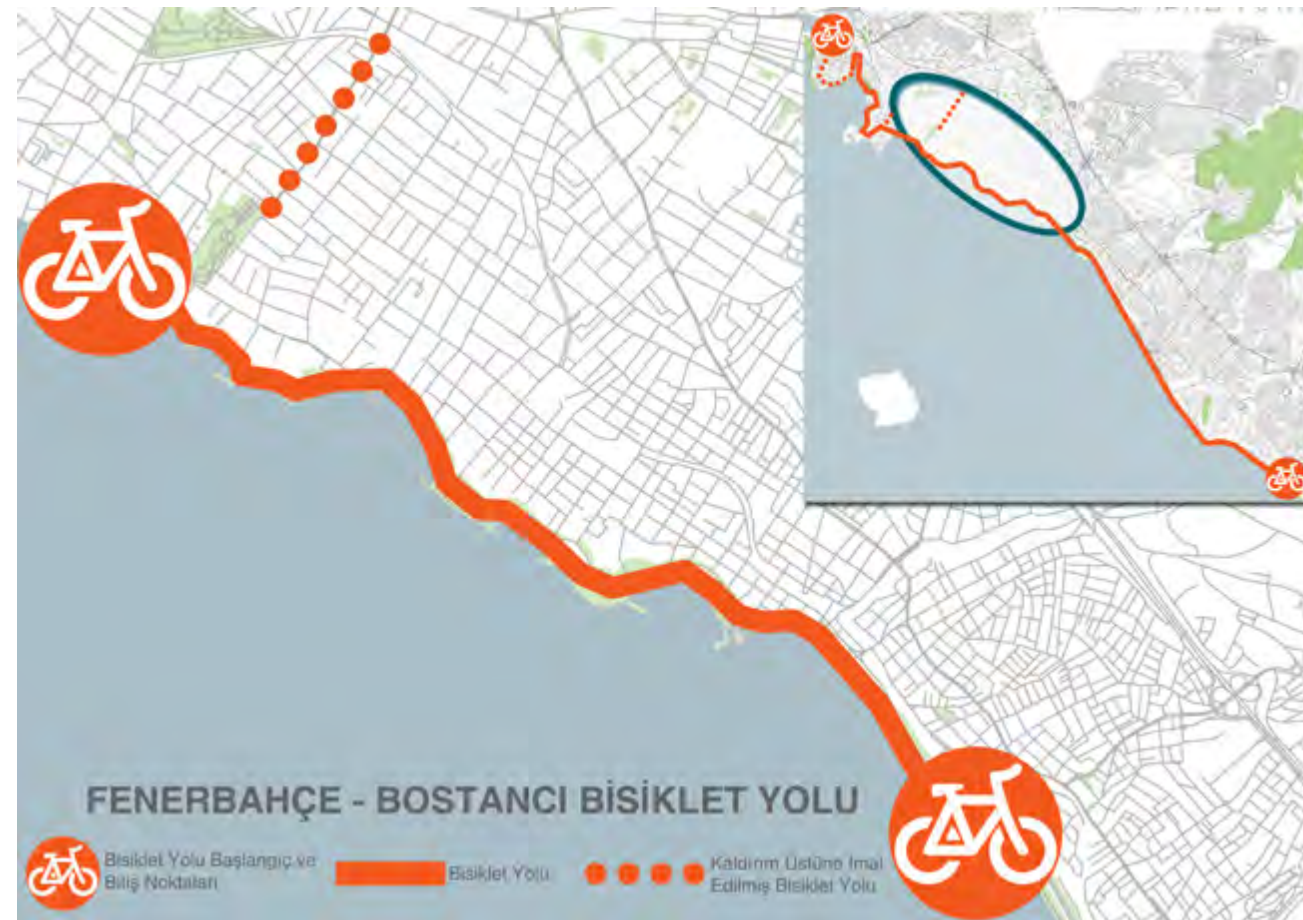 FENERBAHÇE - BOSTANCI BİSİKLET YOLU
Bisiklet Yolu Başlangıç ve
Bitiş Noktaları
Bisiklet Yolu
Kaldırım Üstüne İmal
Edilmiş Bisiklet Yolu